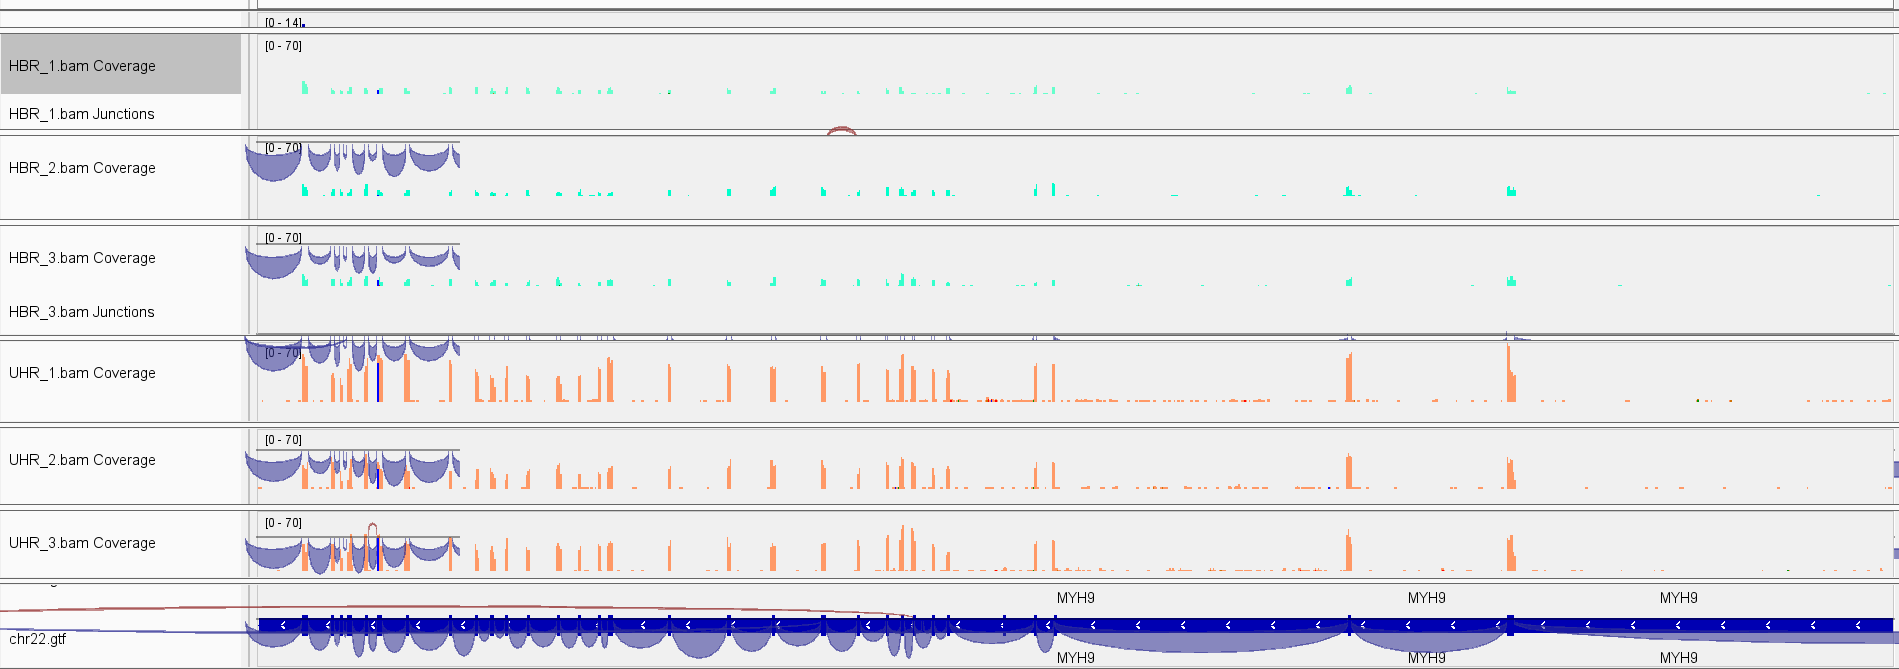 [0 - 14]
[0 - 70]
HBR_1.bam Coverage
HBR_1.bam Junctions
[0 - 70]
HBR_2.bam Coverage
[0 - 70]
HBR_3.bam Coverage
HBR_3.bam Junctions
[0 - 70]
UHR_1.bam Coverage
[0 - 70]
UHR_2.bam Coverage
[0 - 70]
UHR_3.bam Coverage
MYH9 MYH9 MYH9
chr22.gtf
MYH9 MYH9 MYH9